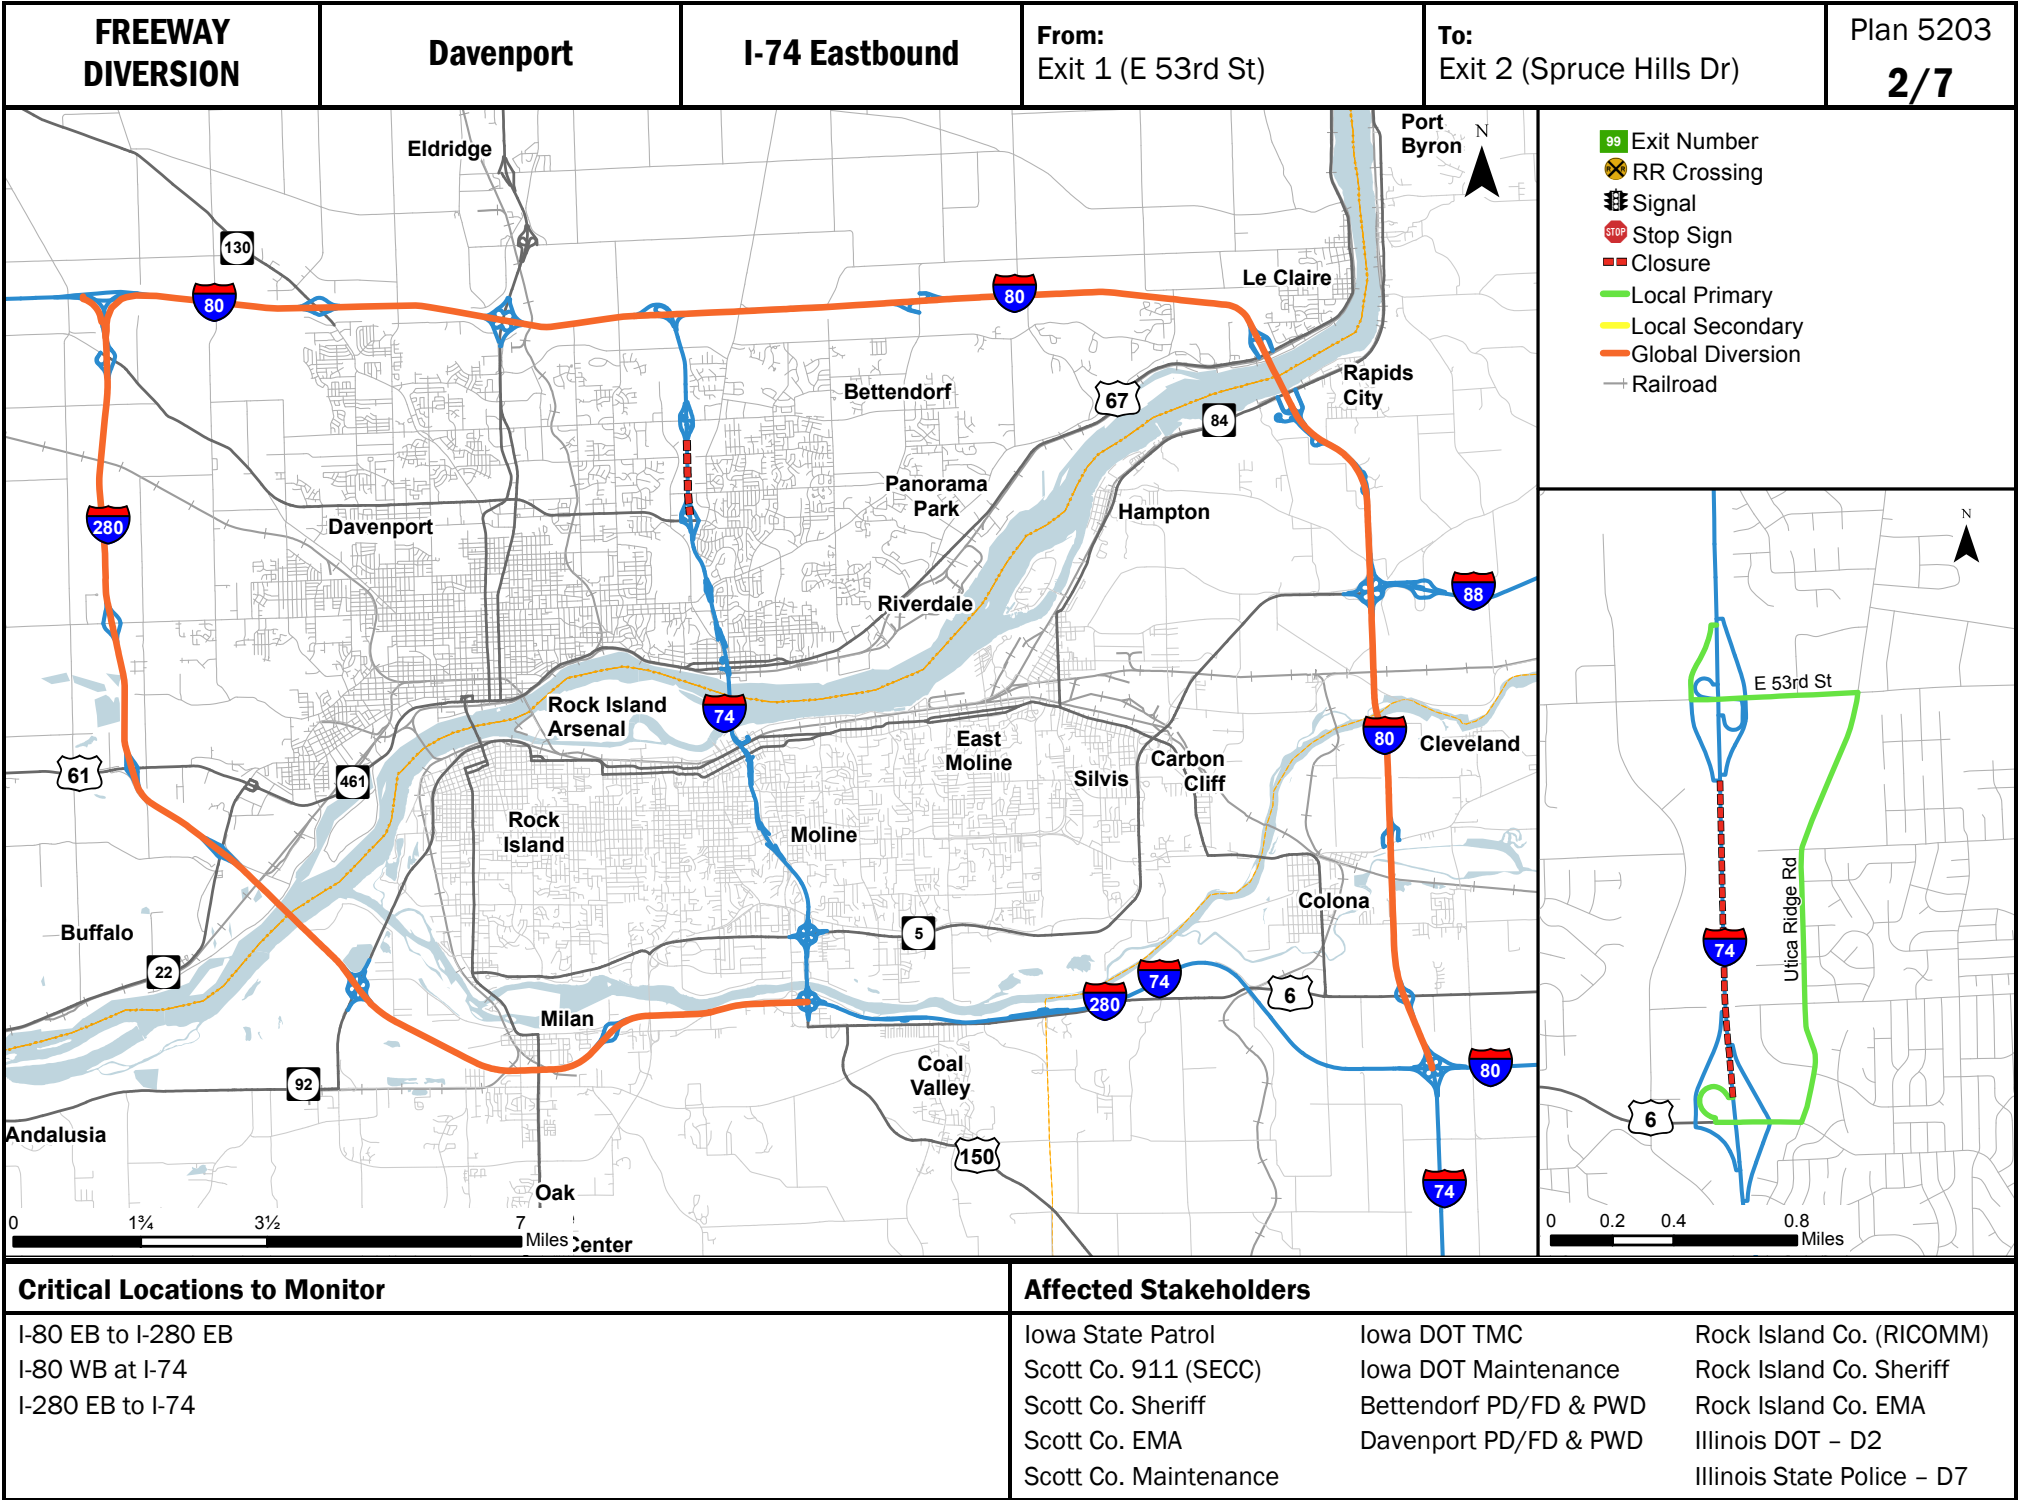 FREEWAY
DIVERSION
Davenport
I-74 Eastbound
From:
Exit 1 (E 53rd St)
To:
Exit 2 (Spruce Hills Dr)
Plan 5203
2/7
Port
Byron
N
Eldridge
130
80
80
Le Claire
Rapids
City
Bettendorf
67
84
Panorama
Park
Hampton
280
Davenport
88
Riverdale
Rock Island
Arsenal
74
East
Moline
80
Cleveland
61
461
Silvis
Carbon
Cliff
Rock
Island
Moline
Colona
Buffalo
5
22
74
280
6
Milan
Coal
Valley
80
92
Andalusia
150
74
Oak
Center
0
1¾
3½
7
Miles
99
Exit Number
RR Crossing
Signal
STOP
Stop Sign
Closure
Local Primary
Local Secondary
Global Diversion
Railroad
N
E 53rd St
Utica Ridge Rd
74
6
0
0.2
0.4
0.8
Miles
Critical Locations to Monitor
I-80 EB to I-280 EB
I-80 WB at I-74
I-280 EB to I-74
Affected Stakeholders
Iowa State Patrol
Scott Co. 911 (SECC)
Scott Co. Sheriff
Scott Co. EMA
Scott Co. Maintenance
Iowa DOT TMC
Iowa DOT Maintenance
Bettendorf PD/FD & PWD
Davenport PD/FD & PWD
Rock Island Co. (RICOMM)
Rock Island Co. Sheriff
Rock Island Co. EMA
Illinois DOT – D2
Illinois State Police – D7